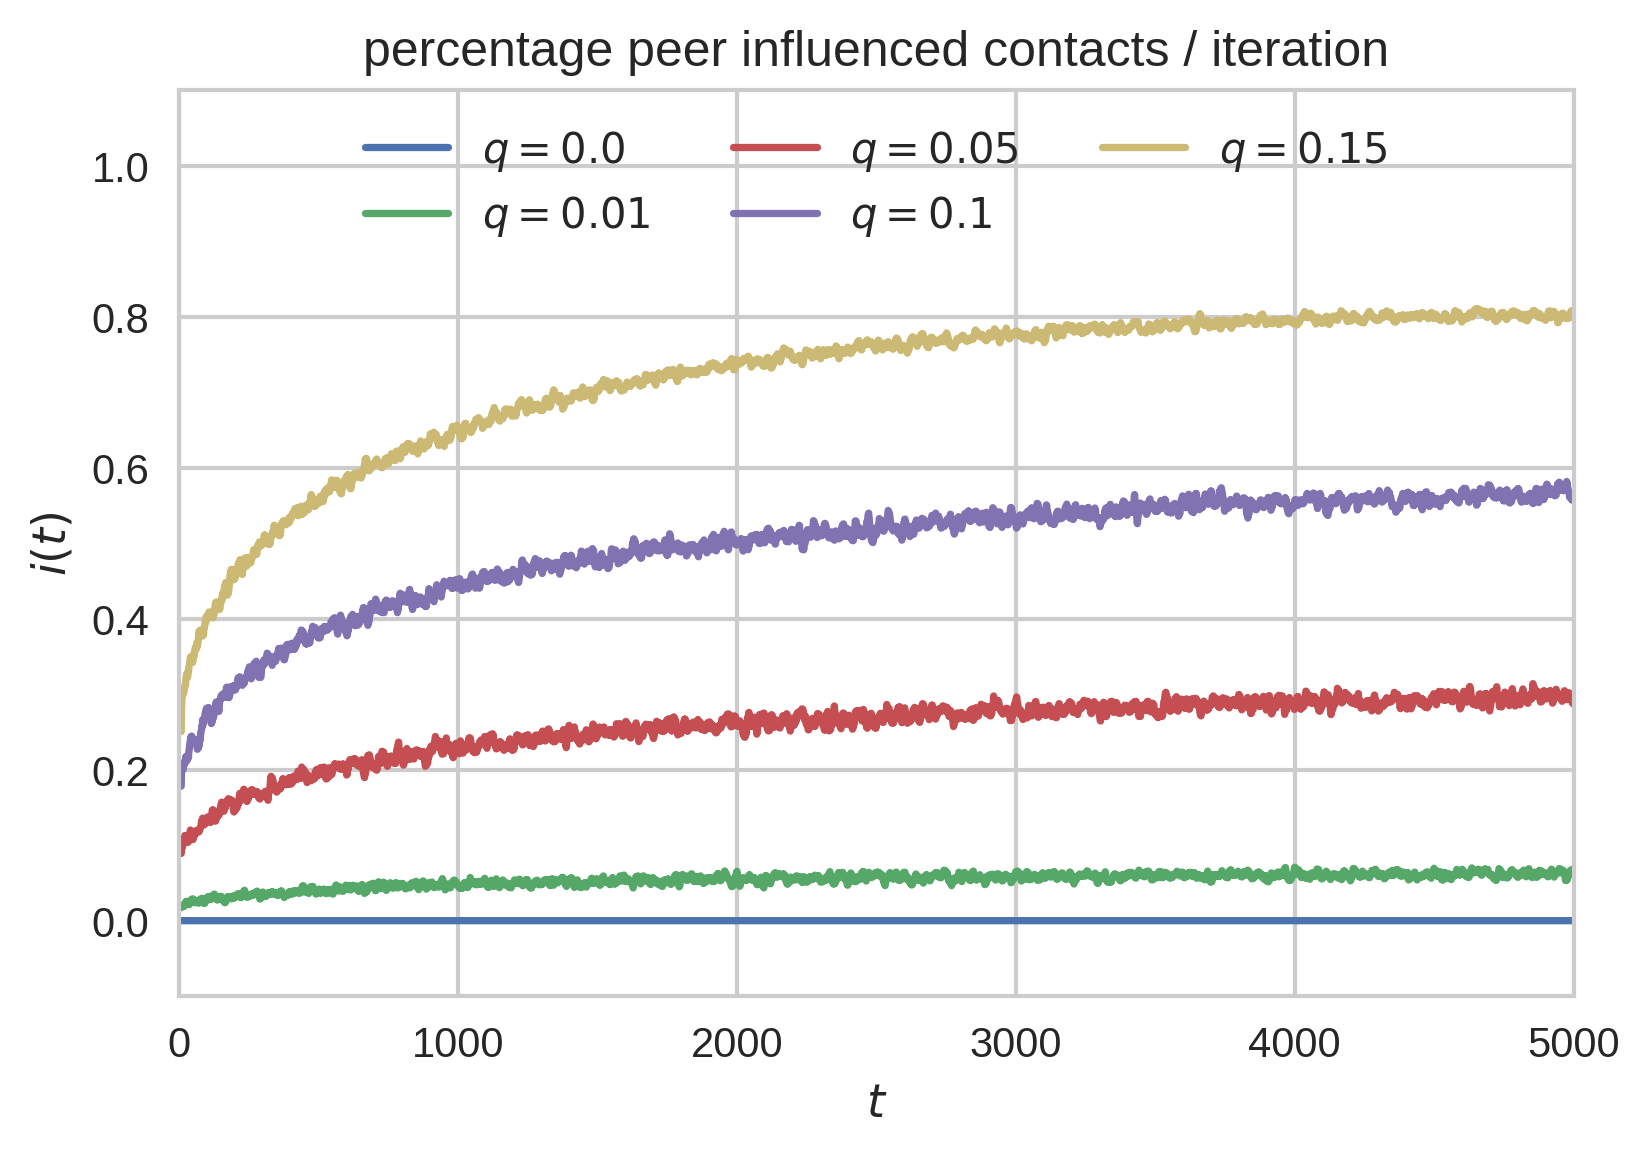 percentage peer influenced contacts / iteration
q = 0.0 q = 0.05 q = 0.15
q = 0.01 q = 0.1
1.0
0.8
0.6
0.4
0.2
0.0
i(t)
0 1000 2000 3000 4000 5000
t